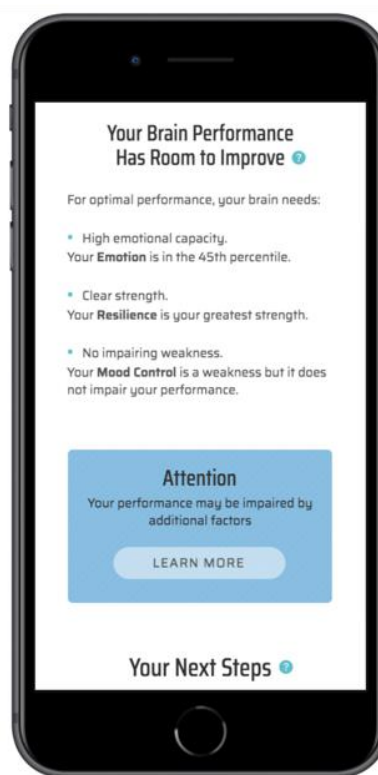 Your Brain Performance
Has Room to Improve ?
For optimal performance, your brain needs:
• High emotional capacity.
Your Emotion is in the 45th percentile.
• Clear strength.
Your Resilience is your greatest strength.
• No impairing weakness.
Your Mood Control is a weakness but it does
not impair your performance.
Attention
Your performance may be impaired by
additional factors
LEARN MORE
Your Next Steps ?